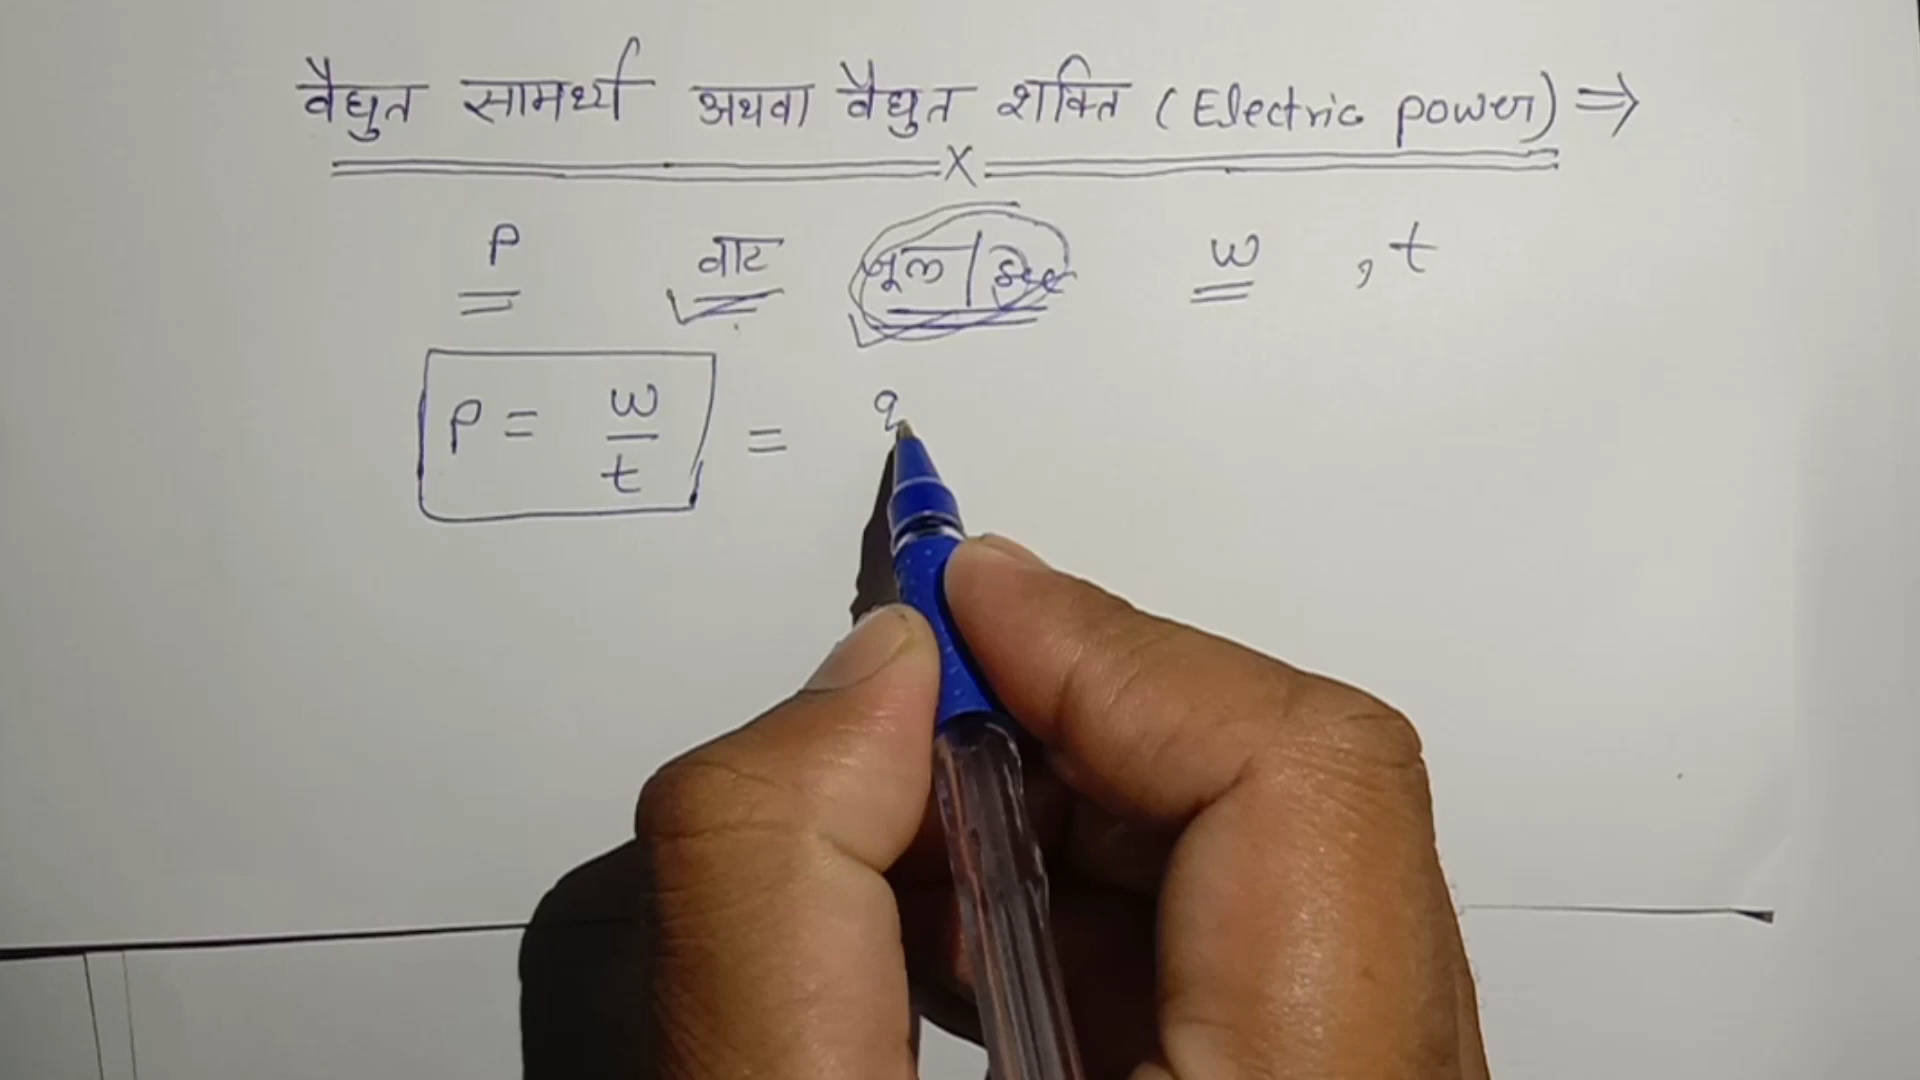 वैद्युत सामर्थ्य अथवा वैद्युत शक्ति (Electric power) ⇒
X
P वाट जूल/ w , t
P = w/t = q